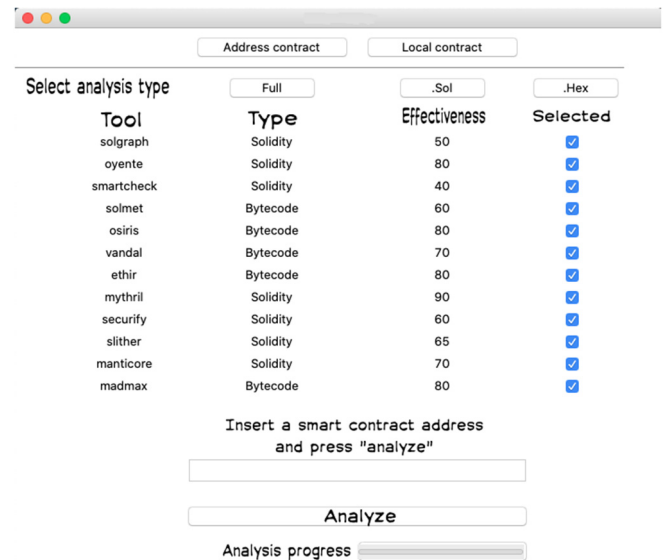 Address contract Local contract
Select analysis type Full .Sol .Hex
Tool Type Effectiveness Selected
solgraph Solidity 50
oyente Solidity 80
smartcheck Solidity 40
solmet Bytecode 60
osiris Bytecode 80
vandal Bytecode 70
ethir Bytecode 80
mythril Solidity 90
securify Solidity 60
slither Solidity 65
manticore Solidity 70
madmax Bytecode 80
Insert a smart contract address
and press "analyze"
Analyze
Analysis progress